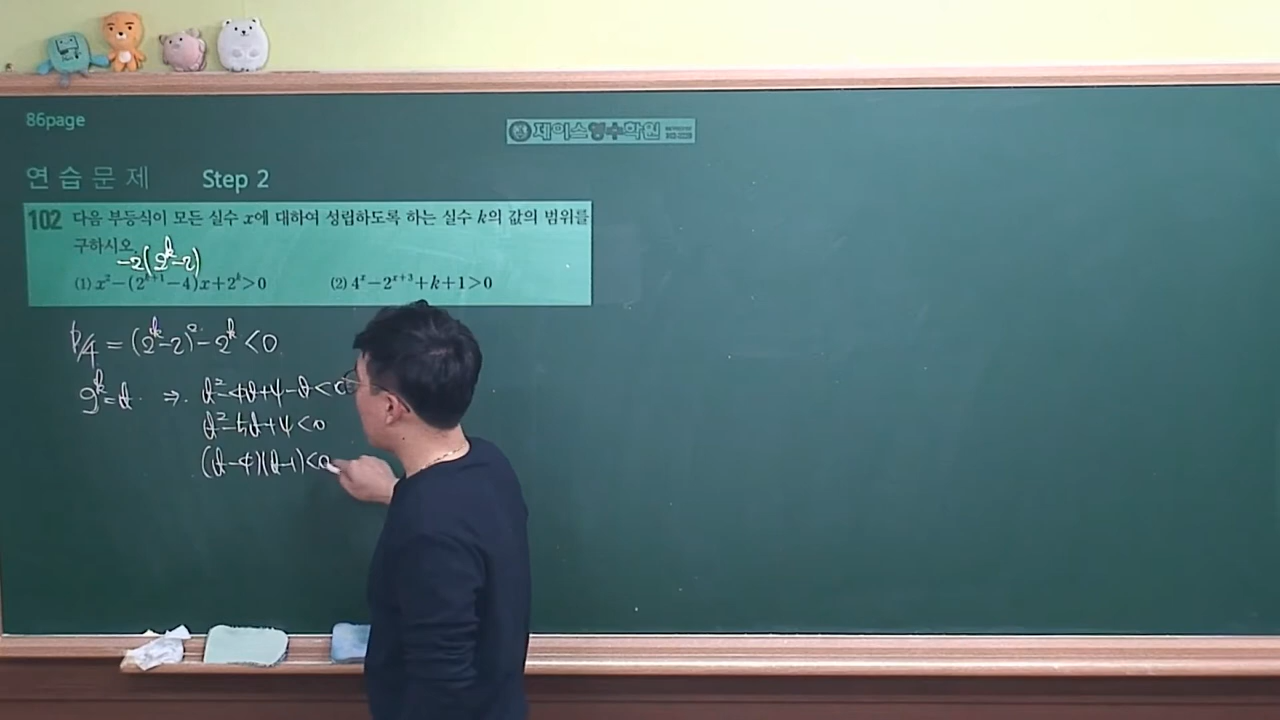 86page
제이스영수학원
연습문제 Step 2
102 다음 부등식이 모든 실수 x에 대하여 성립하도록 하는 실수 k의 값의 범위를
구하시오.
-2(2^k-2)
(1) x²-(2^{k+1}-4)x+2^k>0 (2) 4^x-2^{x+3}+k+1>0
D/4 = (2^k-2)²-2^k<0
2^k=t ⇒ t²-4t+4-t<0
t²-5t+4<0
(t-4)(t-1)<0